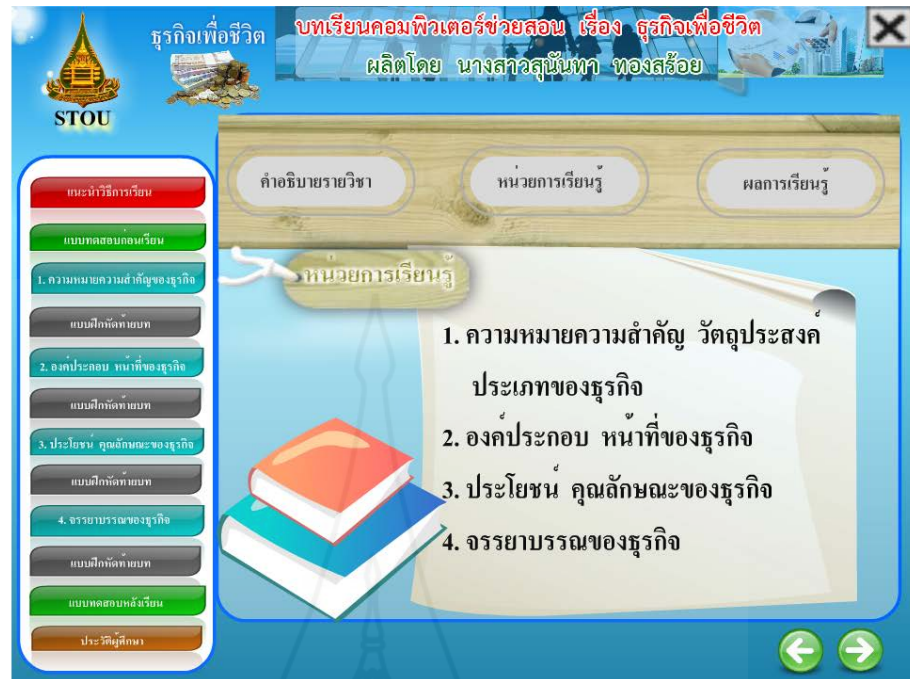 ธุรกิจเพื่อชีวิต
บทเรียนคอมพิวเตอร์ช่วยสอน เรื่อง ธุรกิจเพื่อชีวิต
ผลิตโดย นางสาวสุนันทา ทองสร้อย
STOU
คำอธิบายรายวิชา
หน่วยการเรียนรู้
ผลการเรียนรู้
แนะนำวิธีการเรียน
แบบทดสอบก่อนเรียน
1. ความหมายความสำคัญของธุรกิจ
แบบฝึกหัดท้ายบท
2. องค์ประกอบ หน้าที่ของธุรกิจ
แบบฝึกหัดท้ายบท
3. ประโยชน์ คุณลักษณะของธุรกิจ
แบบฝึกหัดท้ายบท
4. จรรยาบรรณของธุรกิจ
แบบฝึกหัดท้ายบท
แบบทดสอบหลังเรียน
ประวัติผู้ศึกษา
หน่วยการเรียนรู้
1. ความหมายความสำคัญ วัตถุประสงค์
ประเภทของธุรกิจ
2. องค์ประกอบ หน้าที่ของธุรกิจ
3. ประโยชน์ คุณลักษณะของธุรกิจ
4. จรรยาบรรณของธุรกิจ